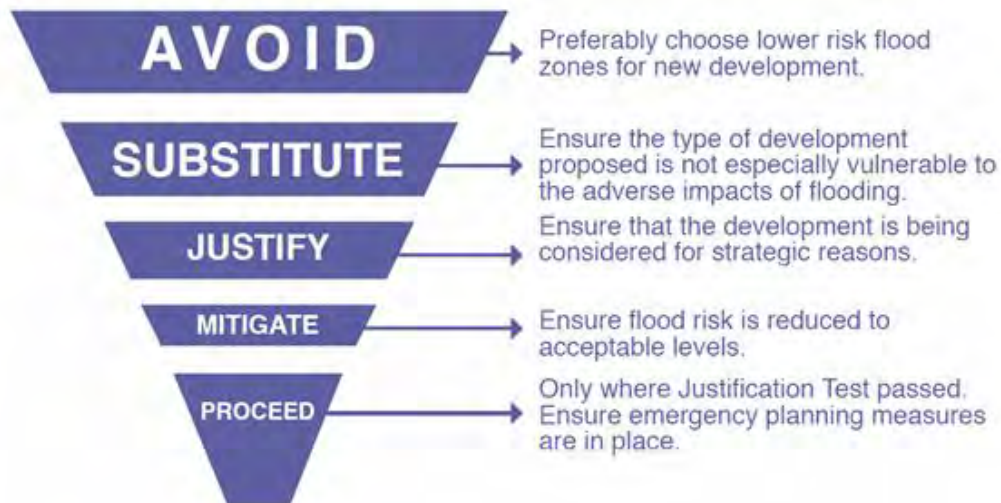 AVOID
Preferably choose lower risk flood
zones for new development.
SUBSTITUTE
Ensure the type of development
proposed is not especially vulnerable to
the adverse impacts of flooding.
JUSTIFY
Ensure that the development is being
considered for strategic reasons.
MITIGATE
Ensure flood risk is reduced to
acceptable levels.
PROCEED
Only where Justification Test passed.
Ensure emergency planning measures
are in place.